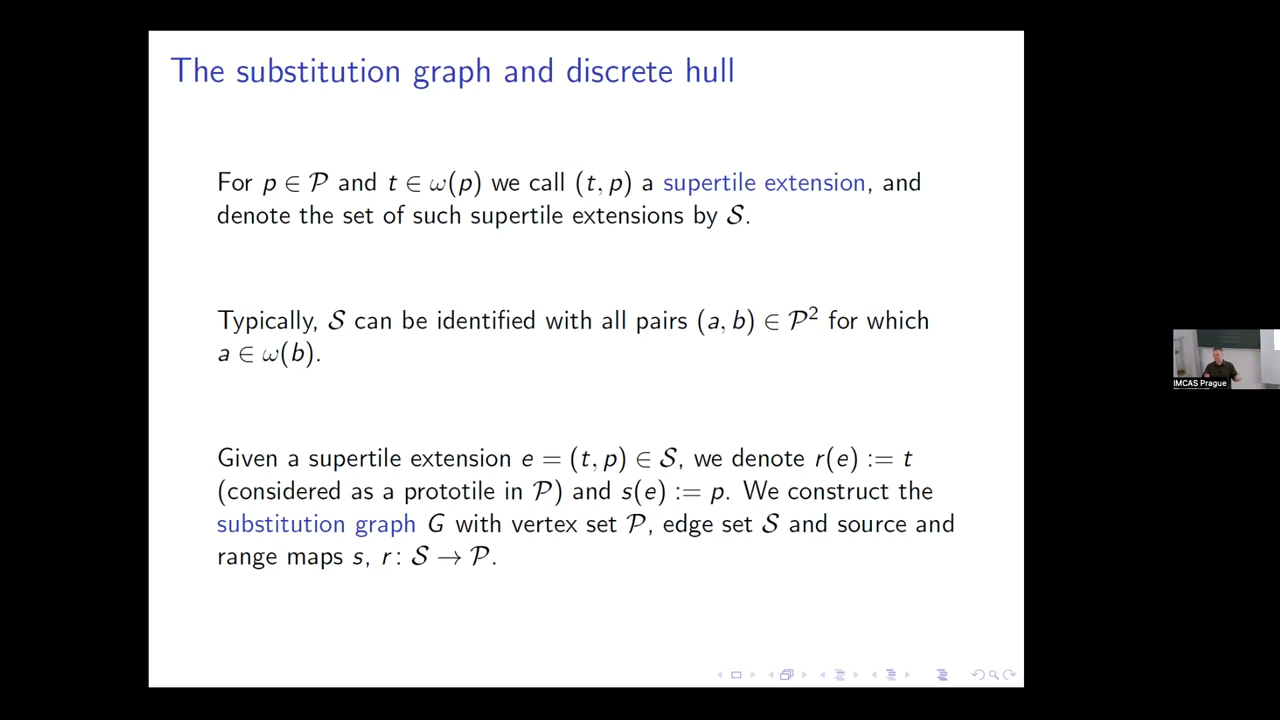 The substitution graph and discrete hull
For p ∈ 𝒫 and t ∈ ω(p) we call (t, p) a supertile extension, and
denote the set of such supertile extensions by 𝒮.
Typically, 𝒮 can be identified with all pairs (a, b) ∈ 𝒫² for which
a ∈ ω(b).
Given a supertile extension e = (t, p) ∈ 𝒮, we denote r(e) := t
(considered as a prototile in 𝒫) and s(e) := p. We construct the
substitution graph G with vertex set 𝒫, edge set 𝒮 and source and
range maps s, r: 𝒮 → 𝒫.
IMCAS Prague